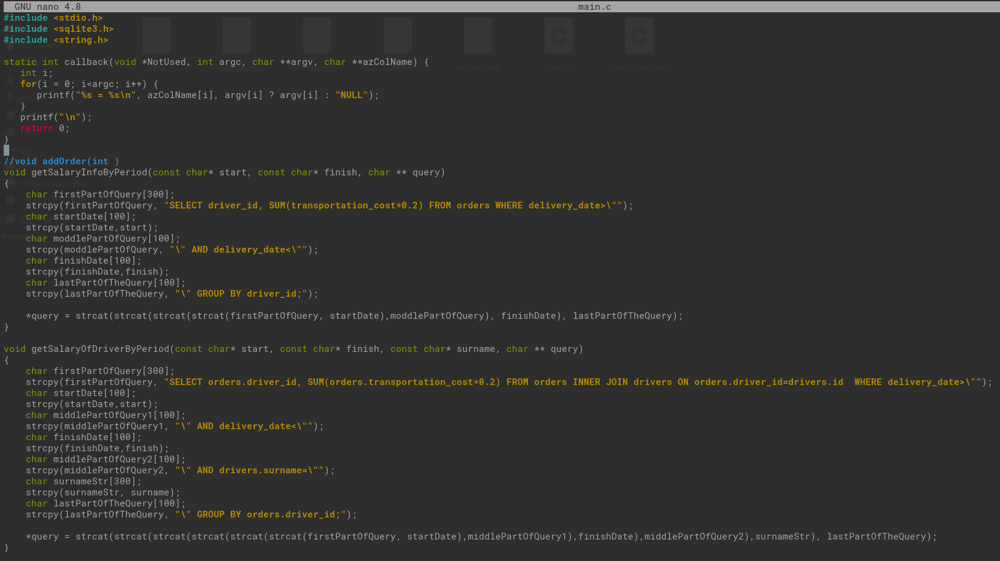 GNU nano 4.8 main.c
#include <stdio.h>
#include <sqlite3.h>
#include <string.h>
static int callback(void *NotUsed, int argc, char **argv, char **azColName) {
int i;
for(i = 0; i<argc; i++) {
printf("%s = %s\n", azColName[i], argv[i] ? argv[i] : "NULL");
}
printf("\n");
return 0;
}
//void addOrder(int )
void getSalaryInfoByPeriod(const char* start, const char* finish, char ** query)
{
char firstPartOfQuery[300];
strcpy(firstPartOfQuery, "SELECT driver_id, SUM(transportation_cost*0.2) FROM orders WHERE delivery_date>\"");
char startDate[100];
strcpy(startDate,start);
char moddlePartOfQuery[100];
strcpy(moddlePartOfQuery, "\" AND delivery_date<\"");
char finishDate[100];
strcpy(finishDate,finish);
char lastPartOfTheQuery[100];
strcpy(lastPartOfTheQuery, "\" GROUP BY driver_id;");
*query = strcat(strcat(strcat(strcat(firstPartOfQuery, startDate),moddlePartOfQuery), finishDate), lastPartOfTheQuery);
}
void getSalaryOfDriverByPeriod(const char* start, const char* finish, const char* surname, char ** query)
{
char firstPartOfQuery[300];
strcpy(firstPartOfQuery, "SELECT orders.driver_id, SUM(orders.transportation_cost*0.2) FROM orders INNER JOIN drivers ON orders.driver_id=drivers.id  WHERE delivery_date>\"");
char startDate[100];
strcpy(startDate,start);
char middlePartOfQuery1[100];
strcpy(middlePartOfQuery1, "\" AND delivery_date<\"");
char finishDate[100];
strcpy(finishDate,finish);
char middlePartOfQuery2[100];
strcpy(middlePartOfQuery2, "\" AND drivers.surname=\"");
char surnameStr[300];
strcpy(surnameStr, surname);
char lastPartOfTheQuery[100];
strcpy(lastPartOfTheQuery, "\" GROUP BY orders.driver_id;");
*query = strcat(strcat(strcat(strcat(strcat(strcat(firstPartOfQuery, startDate),middlePartOfQuery1),finishDate),middlePartOfQuery2),surnameStr), lastPartOfTheQuery);
}